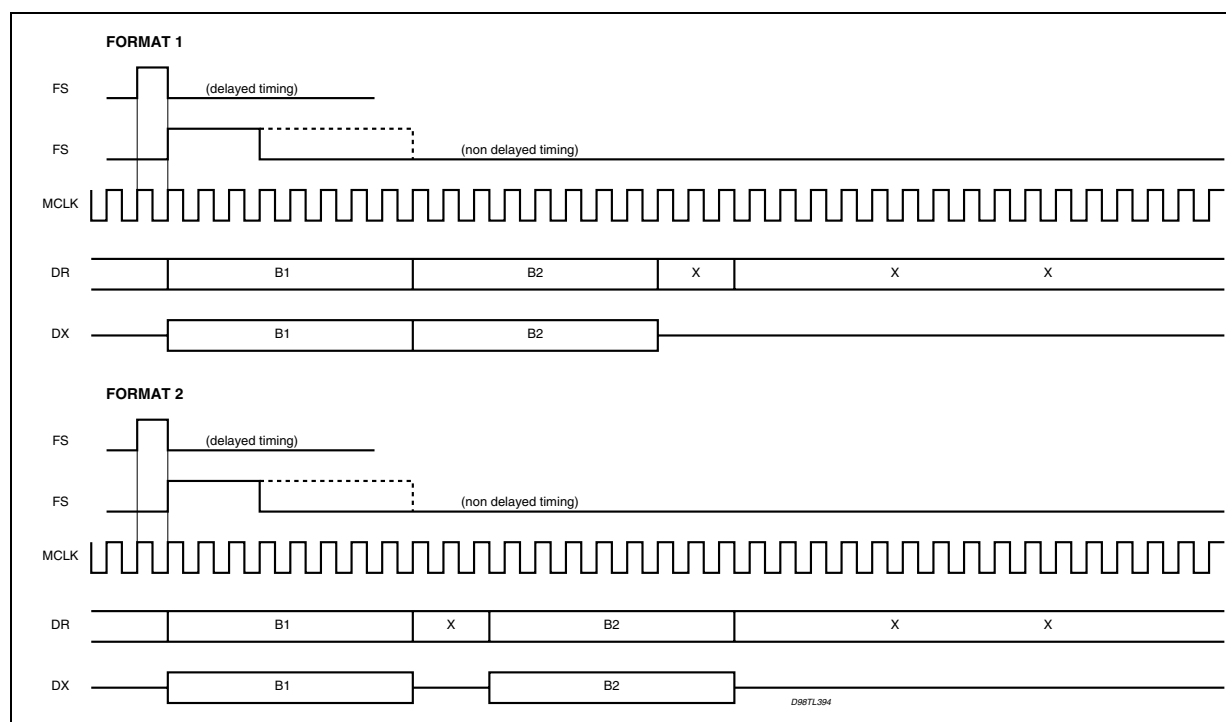 FORMAT 1
FS (delayed timing)
FS (non delayed timing)
MCLK
DR B1 B2 X X X
DX B1 B2
FORMAT 2
FS (delayed timing)
FS (non delayed timing)
MCLK
DR B1 X B2 X X
DX B1 B2
D98TL394